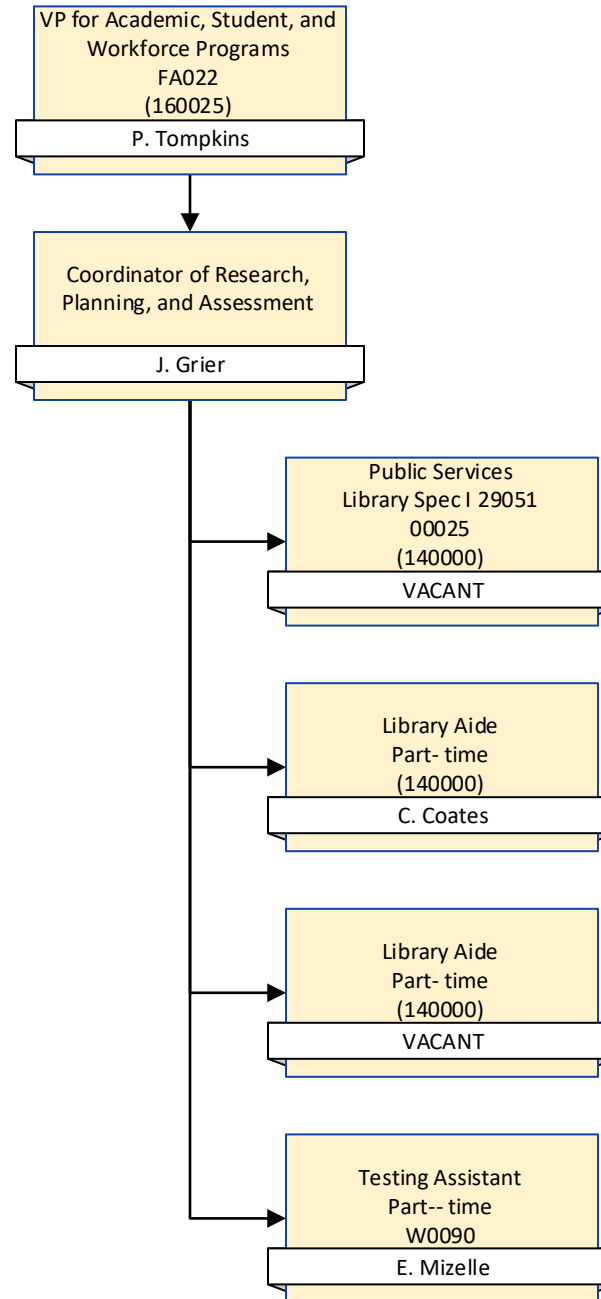 VP for Academic, Student, and
Workforce Programs
FA022
(160025)
P. Tompkins
Coordinator of Research,
Planning, and Assessment
J. Grier
Public Services
Library Spec I 29051
00025
(140000)
VACANT
Library Aide
Part- time
(140000)
C. Coates
Library Aide
Part- time
(140000)
VACANT
Testing Assistant
Part-- time
W0090
E. Mizelle